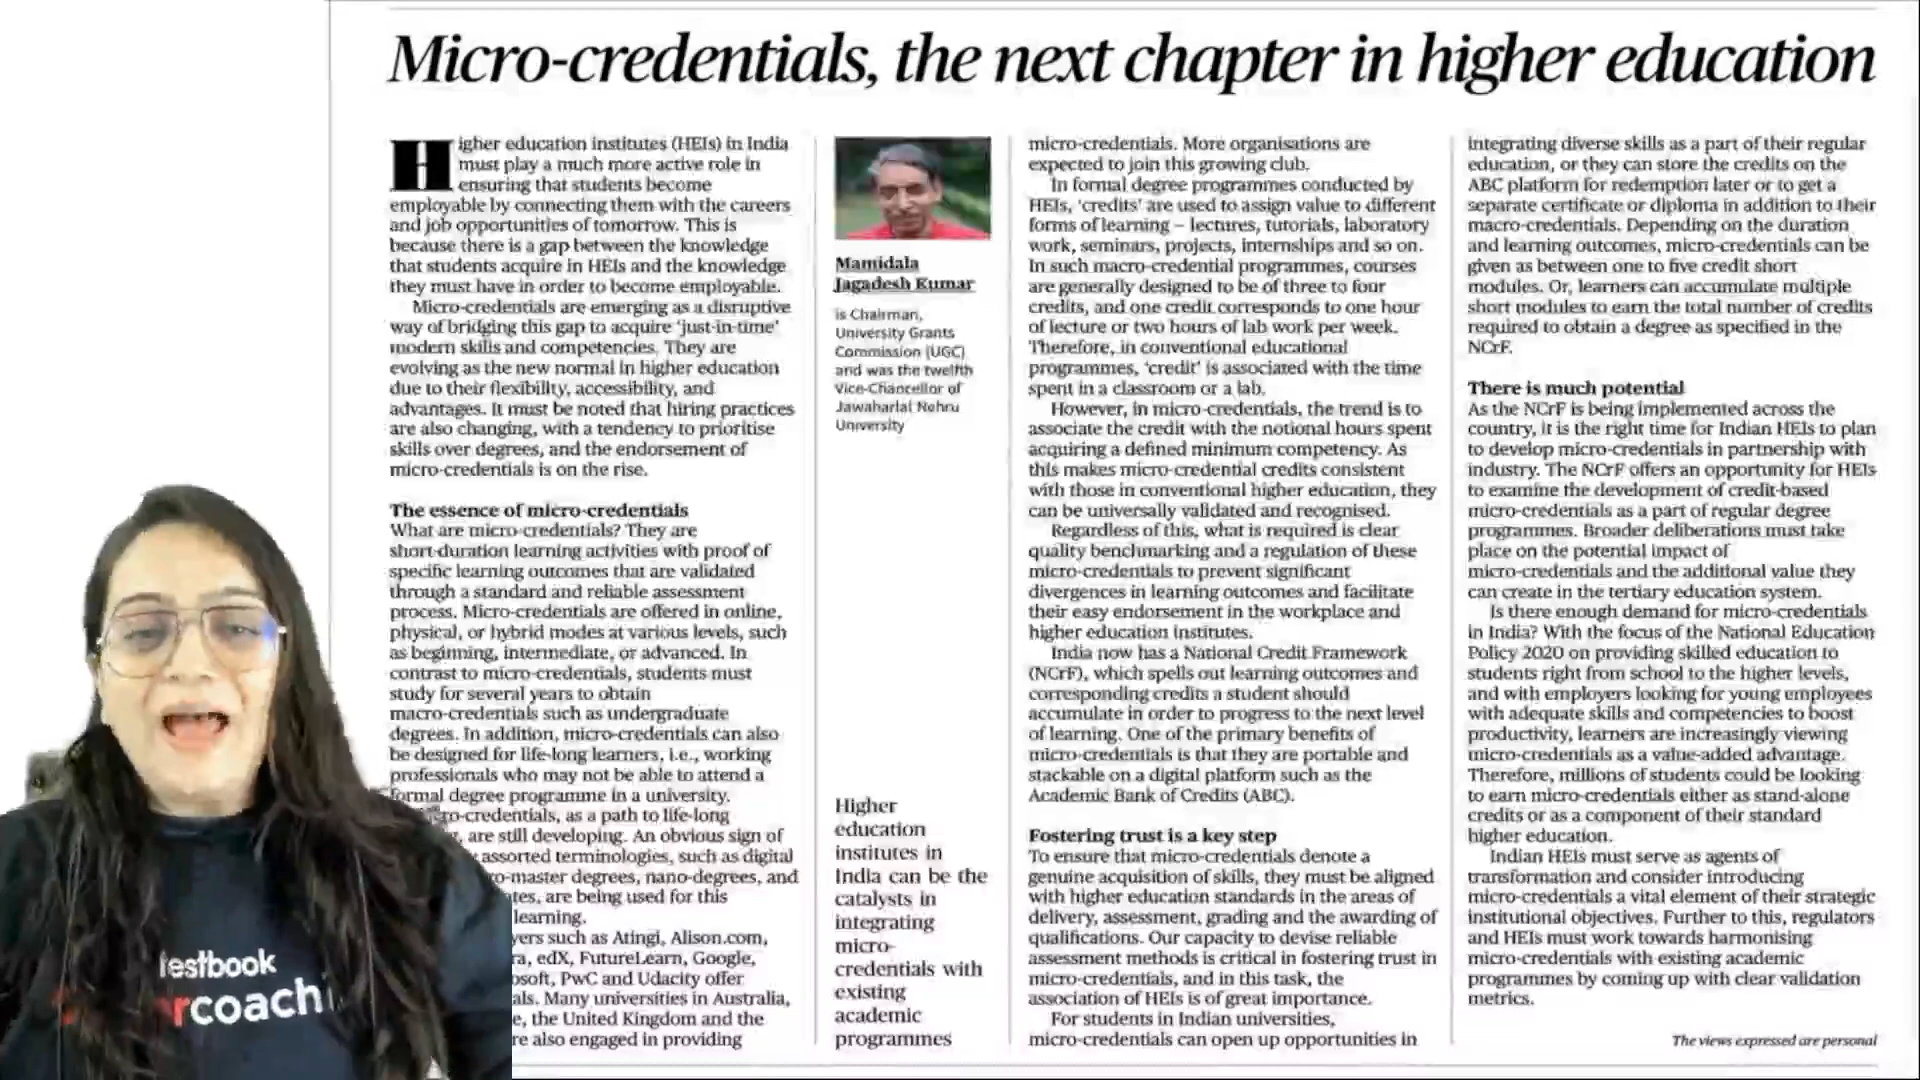 Micro-credentials, the next chapter in higher education
Higher education institutes (HEIs) in India
must play a much more active role in
ensuring that students become
employable by connecting them with the careers
and job opportunities of tomorrow. This is
because there is a gap between the knowledge
that students acquire in HEIs and the knowledge
they must have in order to become employable.
Micro-credentials are emerging as a disruptive
way of bridging this gap to acquire 'just-in-time'
modern skills and competencies. They are
evolving as the new normal in higher education
due to their flexibility, accessibility, and
advantages. It must be noted that hiring practices
are also changing, with a tendency to prioritise
skills over degrees, and the endorsement of
micro-credentials is on the rise.
The essence of micro-credentials
What are micro-credentials? They are
short-duration learning activities with proof of
specific learning outcomes that are validated
through a standard and reliable assessment
process. Micro-credentials are offered in online,
physical, or hybrid modes at various levels, such
as beginning, intermediate, or advanced. In
contrast to micro-credentials, students must
study for several years to obtain
macro-credentials such as undergraduate
degrees. In addition, micro-credentials can also
be designed for life-long learners, i.e., working
professionals who may not be able to attend a
formal degree programme in a university.
ro-credentials, as a path to life-long
are still developing. An obvious sign of
assorted terminologies, such as digital
ro-master degrees, nano-degrees, and
tes, are being used for this
learning.
yers such as Atingi, Alison.com,
ra, edX, FutureLearn, Google,
osoft, PwC and Udacity offer
als. Many universities in Australia,
e, the United Kingdom and the
re also engaged in providing
testbook
coach
Mamidala
Jagadesh Kumar
is Chairman,
University Grants
Commission (UGC)
and was the twelfth
Vice-Chancellor of
Jawaharlal Nehru
University
Higher
education
institutes in
India can be the
catalysts in
integrating
micro-
credentials with
existing
academic
programmes
micro-credentials. More organisations are
expected to join this growing club.
In formal degree programmes conducted by
HEIs, 'credits' are used to assign value to different
forms of learning – lectures, tutorials, laboratory
work, seminars, projects, internships and so on.
In such macro-credential programmes, courses
are generally designed to be of three to four
credits, and one credit corresponds to one hour
of lecture or two hours of lab work per week.
Therefore, in conventional educational
programmes, 'credit' is associated with the time
spent in a classroom or a lab.
However, in micro-credentials, the trend is to
associate the credit with the notional hours spent
acquiring a defined minimum competency. As
this makes micro-credential credits consistent
with those in conventional higher education, they
can be universally validated and recognised.
Regardless of this, what is required is clear
quality benchmarking and a regulation of these
micro-credentials to prevent significant
divergences in learning outcomes and facilitate
their easy endorsement in the workplace and
higher education institutes.
India now has a National Credit Framework
(NCrF), which spells out learning outcomes and
corresponding credits a student should
accumulate in order to progress to the next level
of learning. One of the primary benefits of
micro-credentials is that they are portable and
stackable on a digital platform such as the
Academic Bank of Credits (ABC).
Fostering trust is a key step
To ensure that micro-credentials denote a
genuine acquisition of skills, they must be aligned
with higher education standards in the areas of
delivery, assessment, grading and the awarding of
qualifications. Our capacity to devise reliable
assessment methods is critical in fostering trust in
micro-credentials, and in this task, the
association of HEIs is of great importance.
For students in Indian universities,
micro-credentials can open up opportunities in
integrating diverse skills as a part of their regular
education, or they can store the credits on the
ABC platform for redemption later or to get a
separate certificate or diploma in addition to their
macro-credentials. Depending on the duration
and learning outcomes, micro-credentials can be
given as between one to five credit short
modules. Or, learners can accumulate multiple
short modules to earn the total number of credits
required to obtain a degree as specified in the
NCrF.
There is much potential
As the NCrF is being implemented across the
country, it is the right time for Indian HEIs to plan
to develop micro-credentials in partnership with
industry. The NCrF offers an opportunity for HEIs
to examine the development of credit-based
micro-credentials as a part of regular degree
programmes. Broader deliberations must take
place on the potential impact of
micro-credentials and the additional value they
can create in the tertiary education system.
Is there enough demand for micro-credentials
in India? With the focus of the National Education
Policy 2020 on providing skilled education to
students right from school to the higher levels,
and with employers looking for young employees
with adequate skills and competencies to boost
productivity, learners are increasingly viewing
micro-credentials as a value-added advantage.
Therefore, millions of students could be looking
to earn micro-credentials either as stand-alone
credits or as a component of their standard
higher education.
Indian HEIs must serve as agents of
transformation and consider introducing
micro-credentials a vital element of their strategic
institutional objectives. Further to this, regulators
and HEIs must work towards harmonising
micro-credentials with existing academic
programmes by coming up with clear validation
metrics.
The views expressed are personal